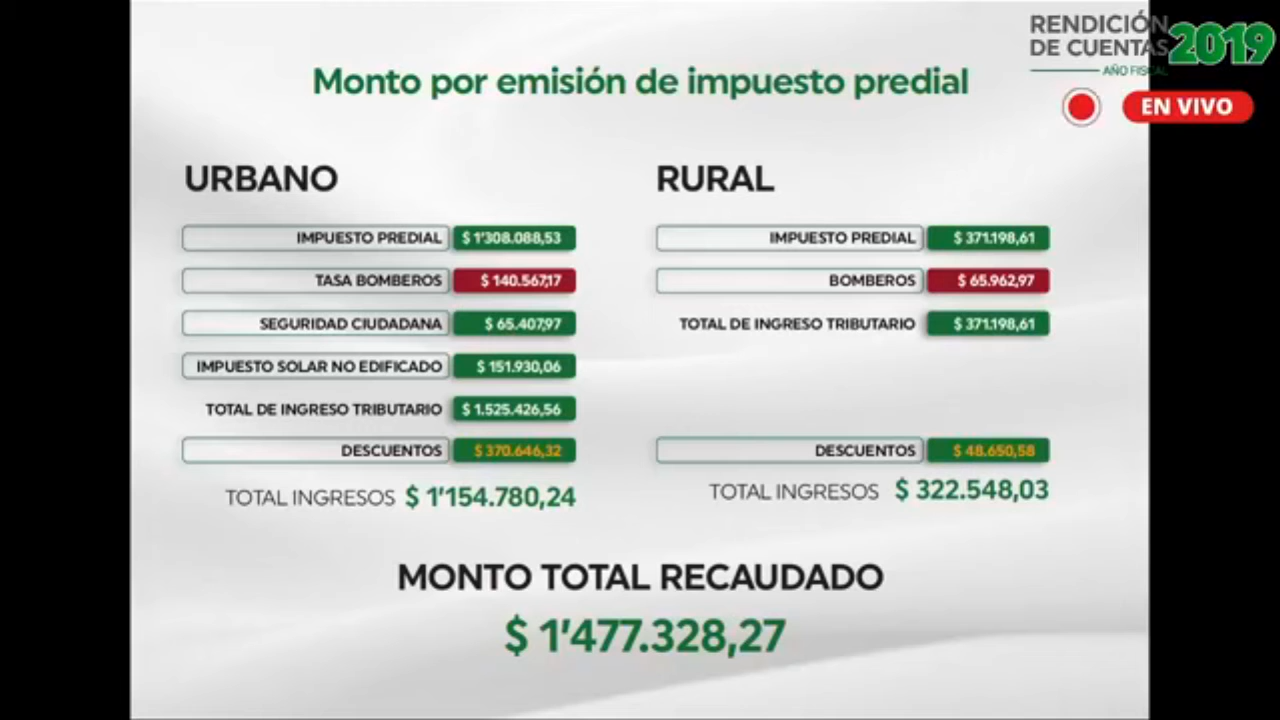 RENDICIÓN
DE CUENTAS 2019
AÑO FISCAL
EN VIVO
Monto por emisión de impuesto predial
URBANO
IMPUESTO PREDIAL $ 1'308.088,53
TASA BOMBEROS $ 140.567,17
SEGURIDAD CIUDADANA $ 65.407,97
IMPUESTO SOLAR NO EDIFICADO $ 151.930,06
TOTAL DE INGRESO TRIBUTARIO $ 1.525.426,56
DESCUENTOS $ 370.646,32
TOTAL INGRESOS $ 1'154.780,24
RURAL
IMPUESTO PREDIAL $ 371.198,61
BOMBEROS $ 65.962,97
TOTAL DE INGRESO TRIBUTARIO $ 371.198,61
DESCUENTOS $ 48.650,58
TOTAL INGRESOS $ 322.548,03
MONTO TOTAL RECAUDADO
$ 1'477.328,27